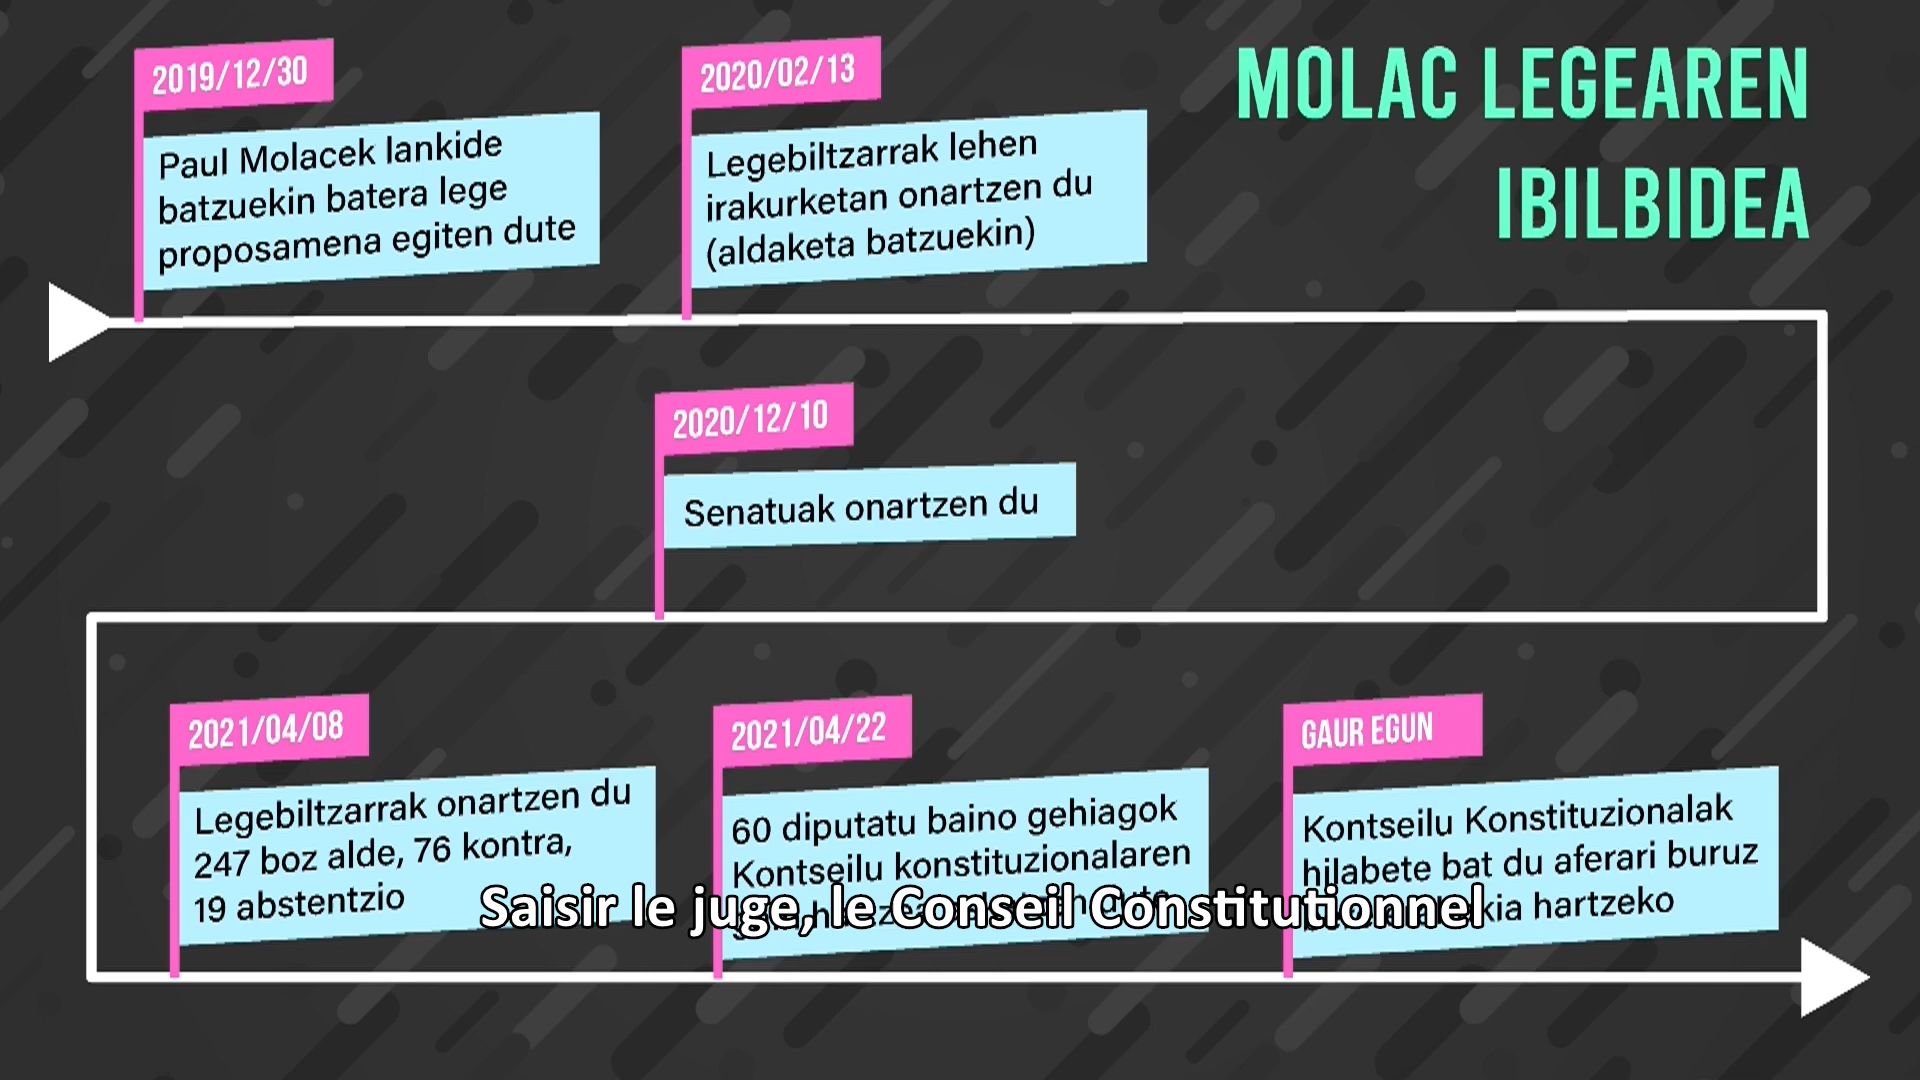 MOLAC LEGEAREN
IBILBIDEA
2019/12/30
Paul Molacek lankide
batzuekin batera lege
proposamena egiten dute
2020/02/13
Legebiltzarrak lehen
irakurketan onartzen du
(aldaketa batzuekin)
2020/12/10
Senatuak onartzen du
2021/04/08
Legebiltzarrak onartzen du
247 boz alde, 76 kontra,
19 abstentzio
2021/04/22
60 diputatu baino gehiagok
Kontseilu konstituzionalaren
GAUR EGUN
Kontseilu Konstituzionalak
hilabete bat du aferari buruz
hartzeko
Saisir le juge, le Conseil Constitutionnel